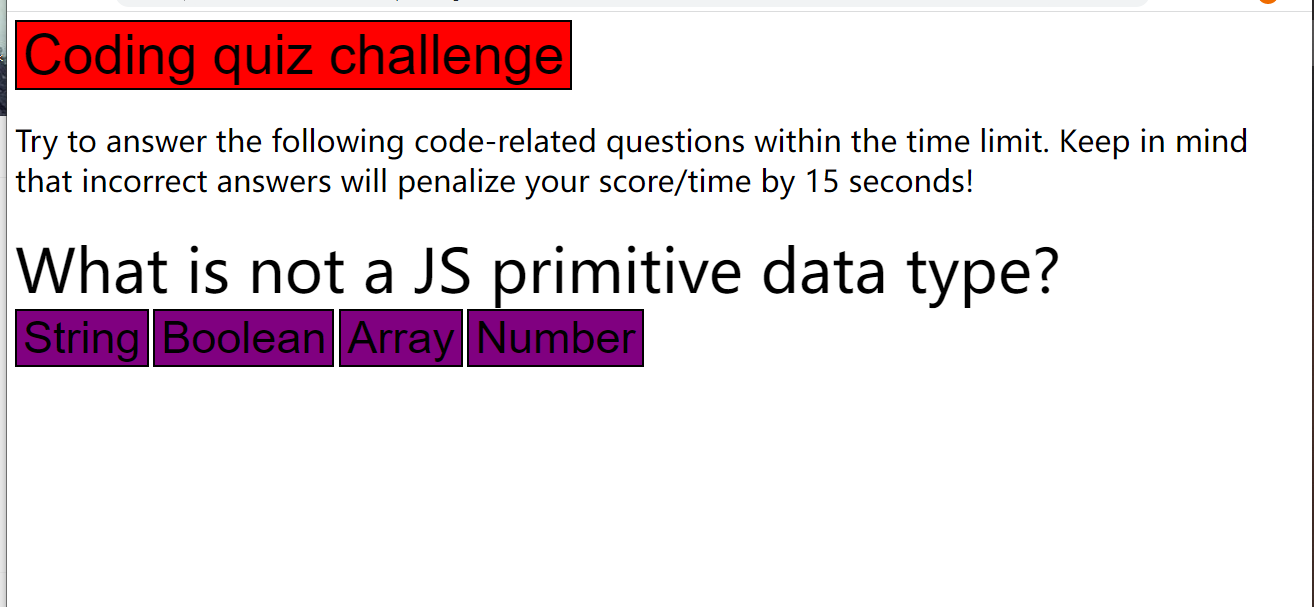 Coding quiz challenge
Try to answer the following code-related questions within the time limit. Keep in mind
that incorrect answers will penalize your score/time by 15 seconds!
What is not a JS primitive data type?
String Boolean Array Number